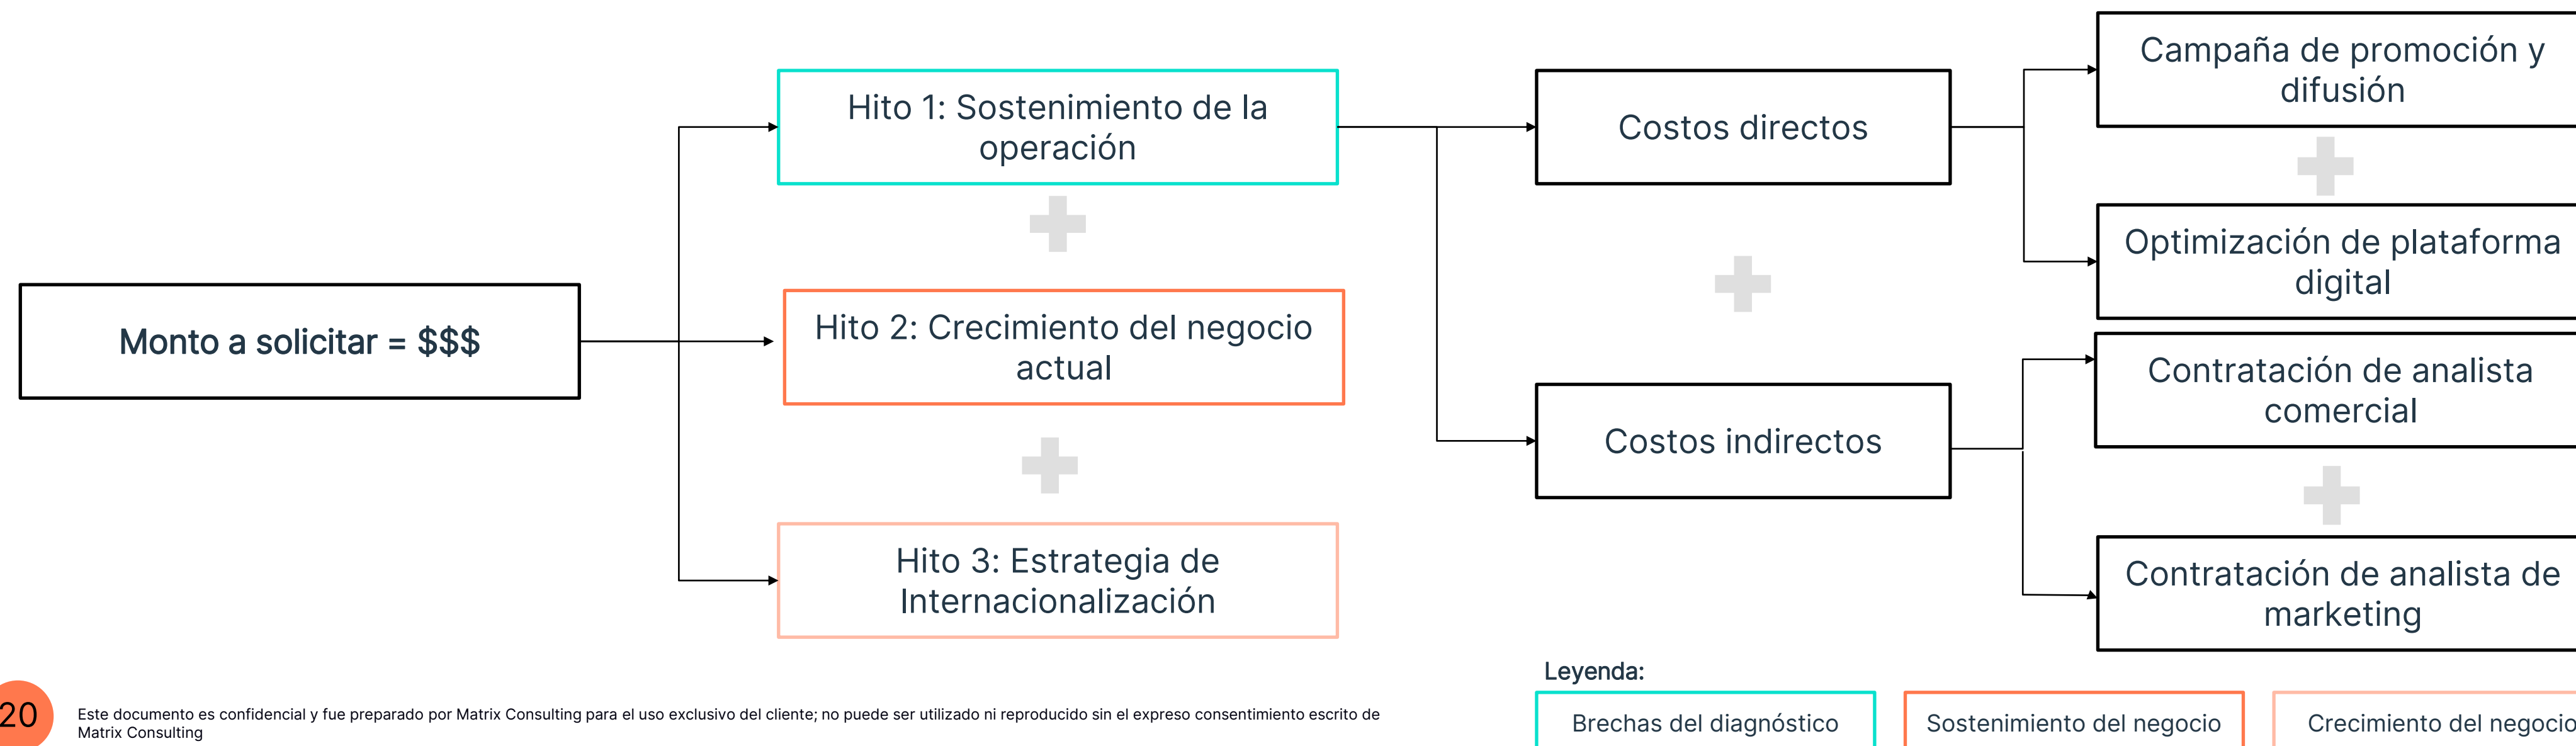 Campaña de promoción y
difusión
Hito 1: Sostenimiento de la
operación
Costos directos
Optimización de plataforma
digital
Monto a solicitar = $$$
Hito 2: Crecimiento del negocio
actual
Contratación de analista
comercial
Costos indirectos
Hito 3: Estrategia de
Internacionalización
Contratación de analista de
marketing
Leyenda:
Brechas del diagnóstico
Sostenimiento del negocio
Crecimiento del negocio
20
Este documento es confidencial y fue preparado por Matrix Consulting para el uso exclusivo del cliente; no puede ser utilizado ni reproducido sin el expreso consentimiento escrito de
Matrix Consulting